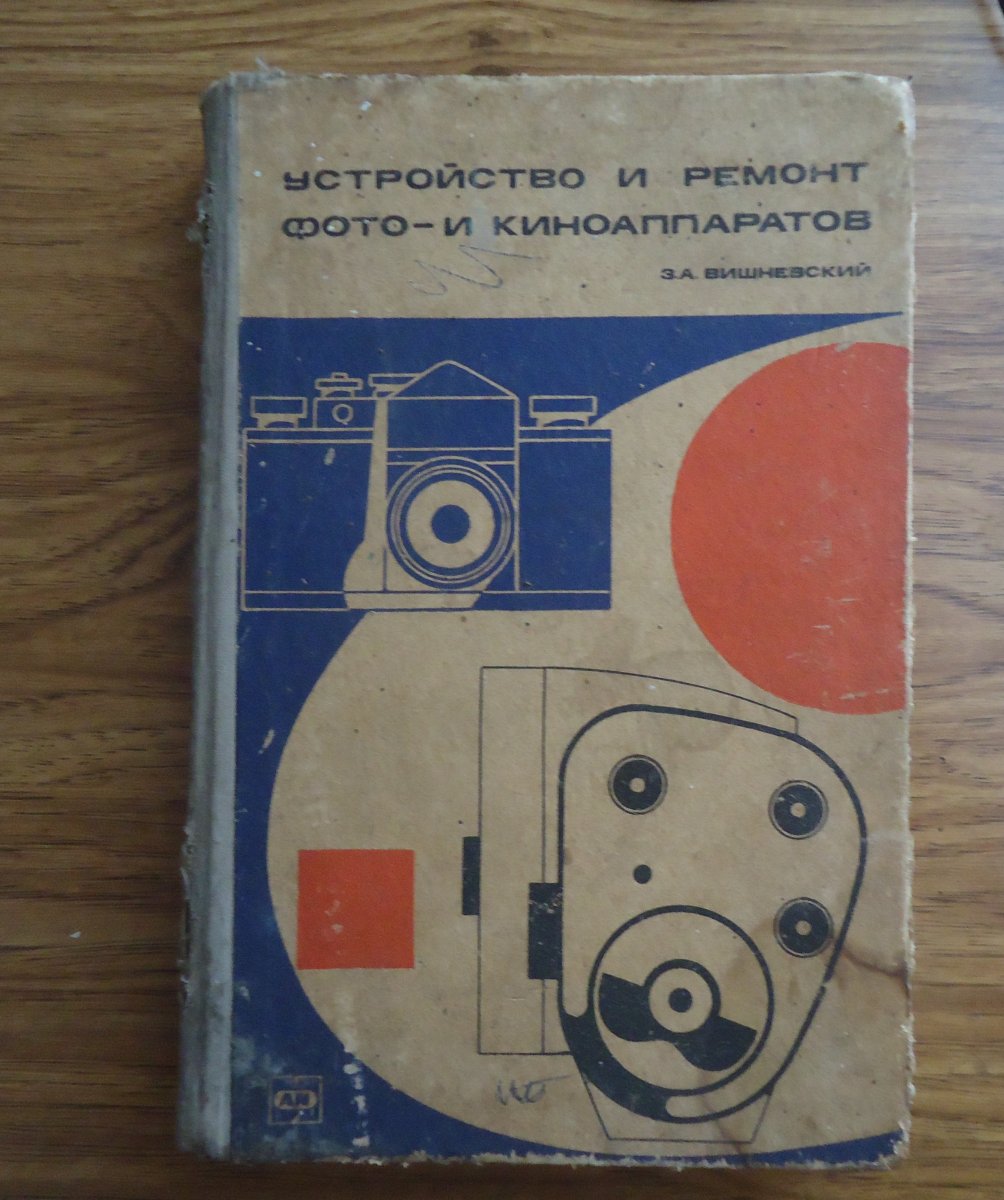 УСТРОЙСТВО И РЕМОНТ
ФОТО-И КИНОАППАРАТОВ
З.А. ВИШНЕВСКИЙ